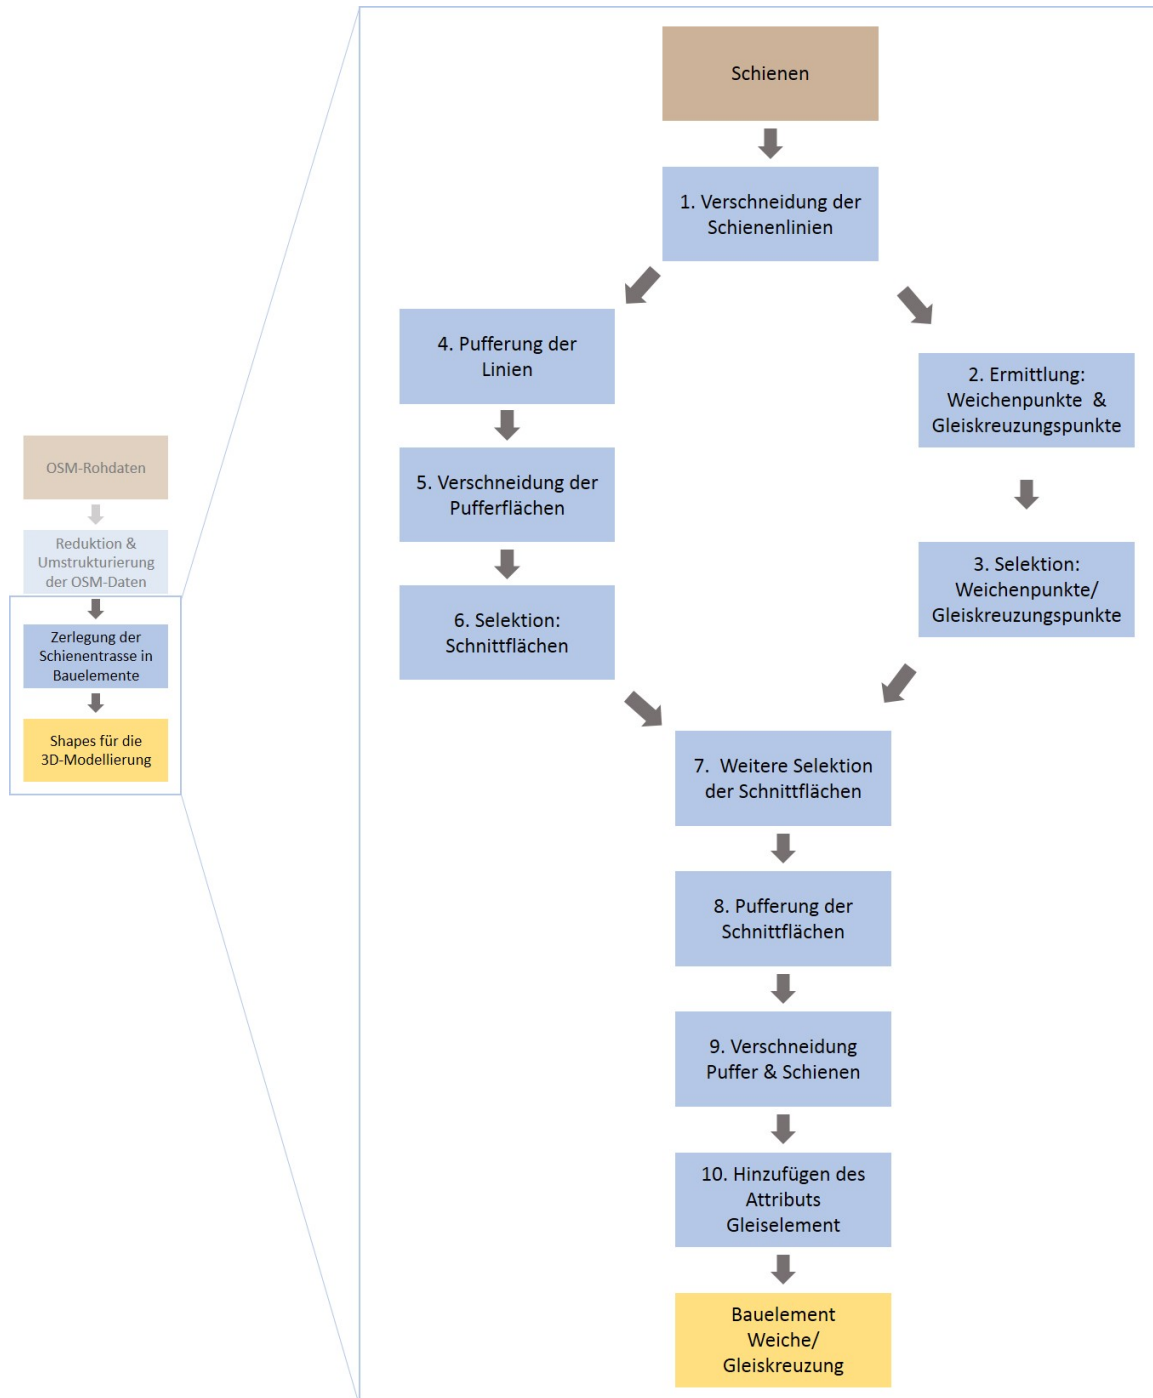 OSM-Rohdaten
Reduktion &
Umstrukturierung
der OSM-Daten
Zerlegung der
Schienentrasse in
Bauelemente
Shapes für die
3D-Modellierung
Schienen
1. Verschneidung der
Schienenlinien
4. Pufferung der
Linien
5. Verschneidung der
Pufferflächen
6. Selektion:
Schnittflächen
2. Ermittlung:
Weichenpunkte &
Gleiskreuzungspunkte
3. Selektion:
Weichenpunkte/
Gleiskreuzungspunkte
7. Weitere Selektion
der Schnittflächen
8. Pufferung der
Schnittflächen
9. Verschneidung
Puffer & Schienen
10. Hinzufügen des
Attributs
Gleiselement
Bauelement
Weiche/
Gleiskreuzung